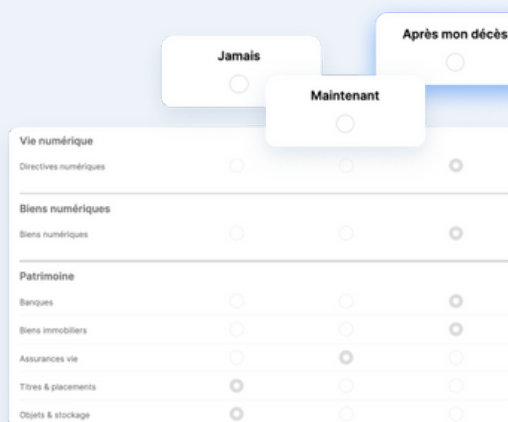 Après mon décès
Jamais
Maintenant
Vie numérique
Directives numériques
Biens numériques
Biens numériques
Patrimoine
Banques
Biens immobiliers
Assurances vie
Titres & placements
Objets & stockage